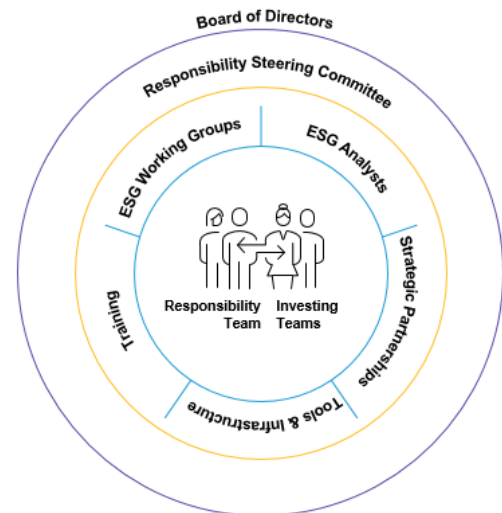 Board of Directors
Responsibility Steering Committee
ESG Working Groups
ESG Analysts
Strategic Partnerships
Tools & Infrastructure
Training
Responsibility Team
Investing Teams